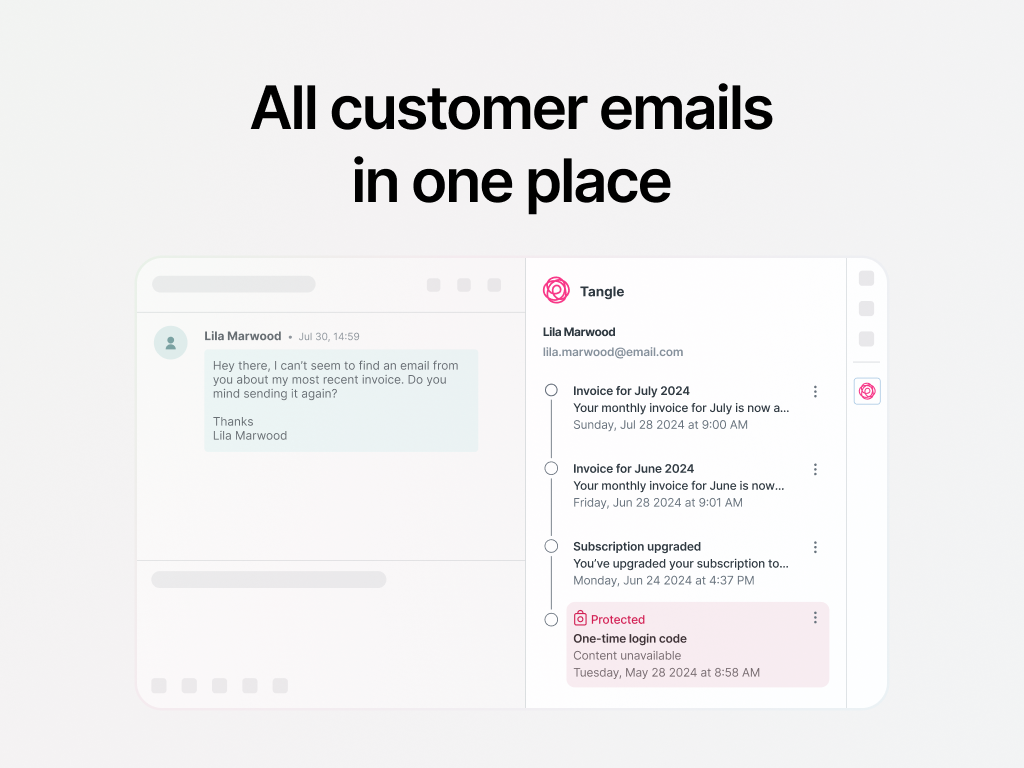 All customer emails
in one place
Lila Marwood • Jul 30, 14:59
Hey there, I can't seem to find an email from
you about my most recent invoice. Do you
mind sending it again?
Thanks
Lila Marwood
Tangle
Lila Marwood
lila.marwood@email.com
Invoice for July 2024
Your monthly invoice for July is now a...
Sunday, Jul 28 2024 at 9:00 AM
Invoice for June 2024
Your monthly invoice for June is now...
Friday, Jun 28 2024 at 9:01 AM
Subscription upgraded
You've upgraded your subscription to...
Monday, Jun 24 2024 at 4:37 PM
Protected
One-time login code
Content unavailable
Tuesday, May 28 2024 at 8:58 AM